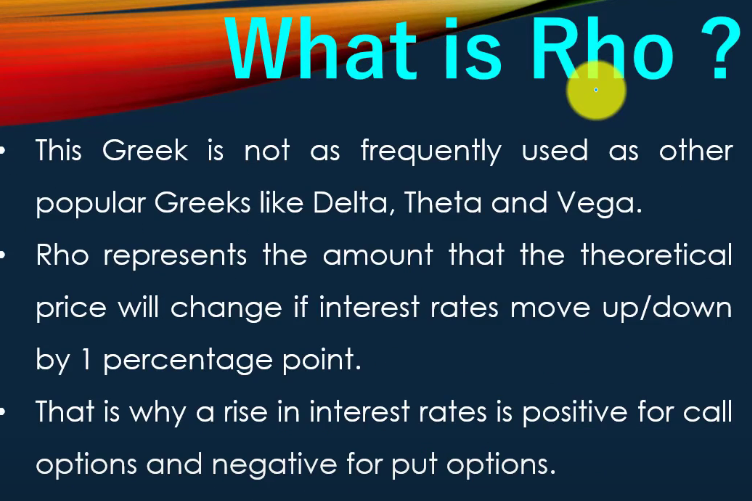 What is Rho ?
• This Greek is not as frequently used as other
popular Greeks like Delta, Theta and Vega.
• Rho represents the amount that the theoretical
price will change if interest rates move up/down
by 1 percentage point.
• That is why a rise in interest rates is positive for call
options and negative for put options.